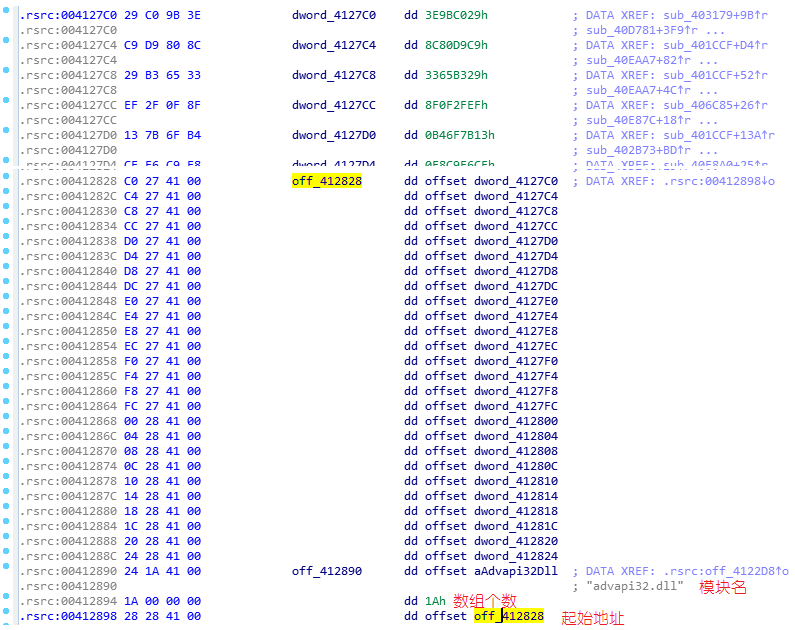 .rsrc:004127C0 29 C0 9B 3E dword_4127C0 dd 3E9BC029h ; DATA XREF: sub_403179+9B↑r
.rsrc:004127C0 ; sub_40D781+3F9↑r ...
.rsrc:004127C4 C9 D9 80 8C dword_4127C4 dd 8C80D9C9h ; DATA XREF: sub_401CCF+D4↑r
.rsrc:004127C4 ; sub_40EAA7+82↑r ...
.rsrc:004127C8 29 B3 65 33 dword_4127C8 dd 3365B329h ; DATA XREF: sub_401CCF+52↑r
.rsrc:004127C8 ; sub_40EAA7+4C↑r ...
.rsrc:004127CC EF 2F 0F 8F dword_4127CC dd 8F0F2FEFh ; DATA XREF: sub_406C85+26↑r
.rsrc:004127CC ; sub_40E87C+18↑r ...
.rsrc:004127D0 13 7B 6F B4 dword_4127D0 dd 0B46F7B13h ; DATA XREF: sub_401CCF+13A↑r
.rsrc:004127D0 ; sub_402B73+BD↑r ...
.rsrc:004127D4 dword_4127D4 dd ; DATA XREF:
.rsrc:00412828 C0 27 41 00 off_412828 dd offset dword_4127C0 ; DATA XREF: .rsrc:00412898↓o
.rsrc:0041282C C4 27 41 00 dd offset dword_4127C4
.rsrc:00412830 C8 27 41 00 dd offset dword_4127C8
.rsrc:00412834 CC 27 41 00 dd offset dword_4127CC
.rsrc:00412838 D0 27 41 00 dd offset dword_4127D0
.rsrc:0041283C D4 27 41 00 dd offset dword_4127D4
.rsrc:00412840 D8 27 41 00 dd offset dword_4127D8
.rsrc:00412844 DC 27 41 00 dd offset dword_4127DC
.rsrc:00412848 E0 27 41 00 dd offset dword_4127E0
.rsrc:0041284C E4 27 41 00 dd offset dword_4127E4
.rsrc:00412850 E8 27 41 00 dd offset dword_4127E8
.rsrc:00412854 EC 27 41 00 dd offset dword_4127EC
.rsrc:00412858 F0 27 41 00 dd offset dword_4127F0
.rsrc:0041285C F4 27 41 00 dd offset dword_4127F4
.rsrc:00412860 F8 27 41 00 dd offset dword_4127F8
.rsrc:00412864 FC 27 41 00 dd offset dword_4127FC
.rsrc:00412868 00 28 41 00 dd offset dword_412800
.rsrc:0041286C 04 28 41 00 dd offset dword_412804
.rsrc:00412870 08 28 41 00 dd offset dword_412808
.rsrc:00412874 0C 28 41 00 dd offset dword_41280C
.rsrc:00412878 10 28 41 00 dd offset dword_412810
.rsrc:0041287C 14 28 41 00 dd offset dword_412814
.rsrc:00412880 18 28 41 00 dd offset dword_412818
.rsrc:00412884 1C 28 41 00 dd offset dword_41281C
.rsrc:00412888 20 28 41 00 dd offset dword_412820
.rsrc:0041288C 24 28 41 00 dd offset dword_412824
.rsrc:00412890 24 1A 41 00 off_412890 dd offset aAdvapi32Dll ; DATA XREF: .rsrc:off_4122D8↑o
.rsrc:00412890 ; "advapi32.dll" 模块名
.rsrc:00412894 1A 00 00 00 dd 1Ah 数组个数
.rsrc:00412898 28 28 41 00 dd offset off_412828 起始地址